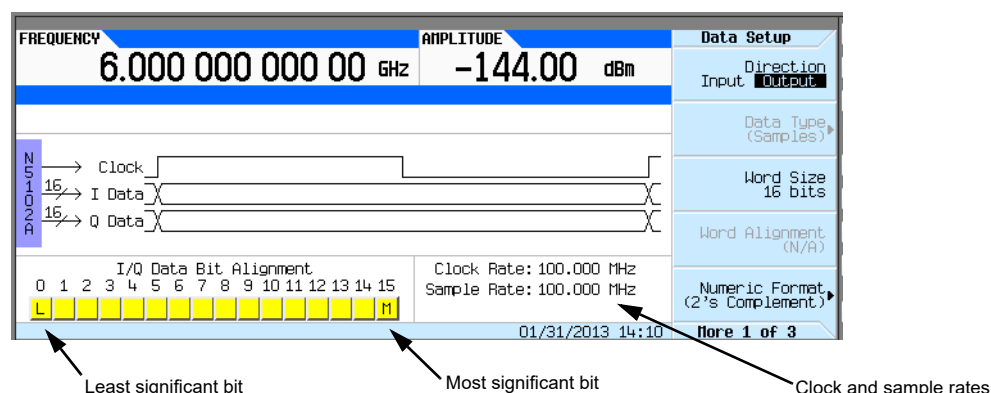 FREQUENCY
6.000 000 000 00 GHz
AMPLITUDE
-144.00 dBm
Data Setup
Direction
Input Output
Data Type
(Samples)
Word Size
16 bits
Word Alignment
(N/A)
Numeric Format
(2's Complement)
More 1 of 3
N5102A
Clock
16 I Data
16 Q Data
I/Q Data Bit Alignment
0 1 2 3 4 5 6 7 8 9 10 11 12 13 14 15
L M
Clock Rate: 100.000 MHz
Sample Rate: 100.000 MHz
01/31/2013 14:10
Least significant bit
Most significant bit
Clock and sample rates